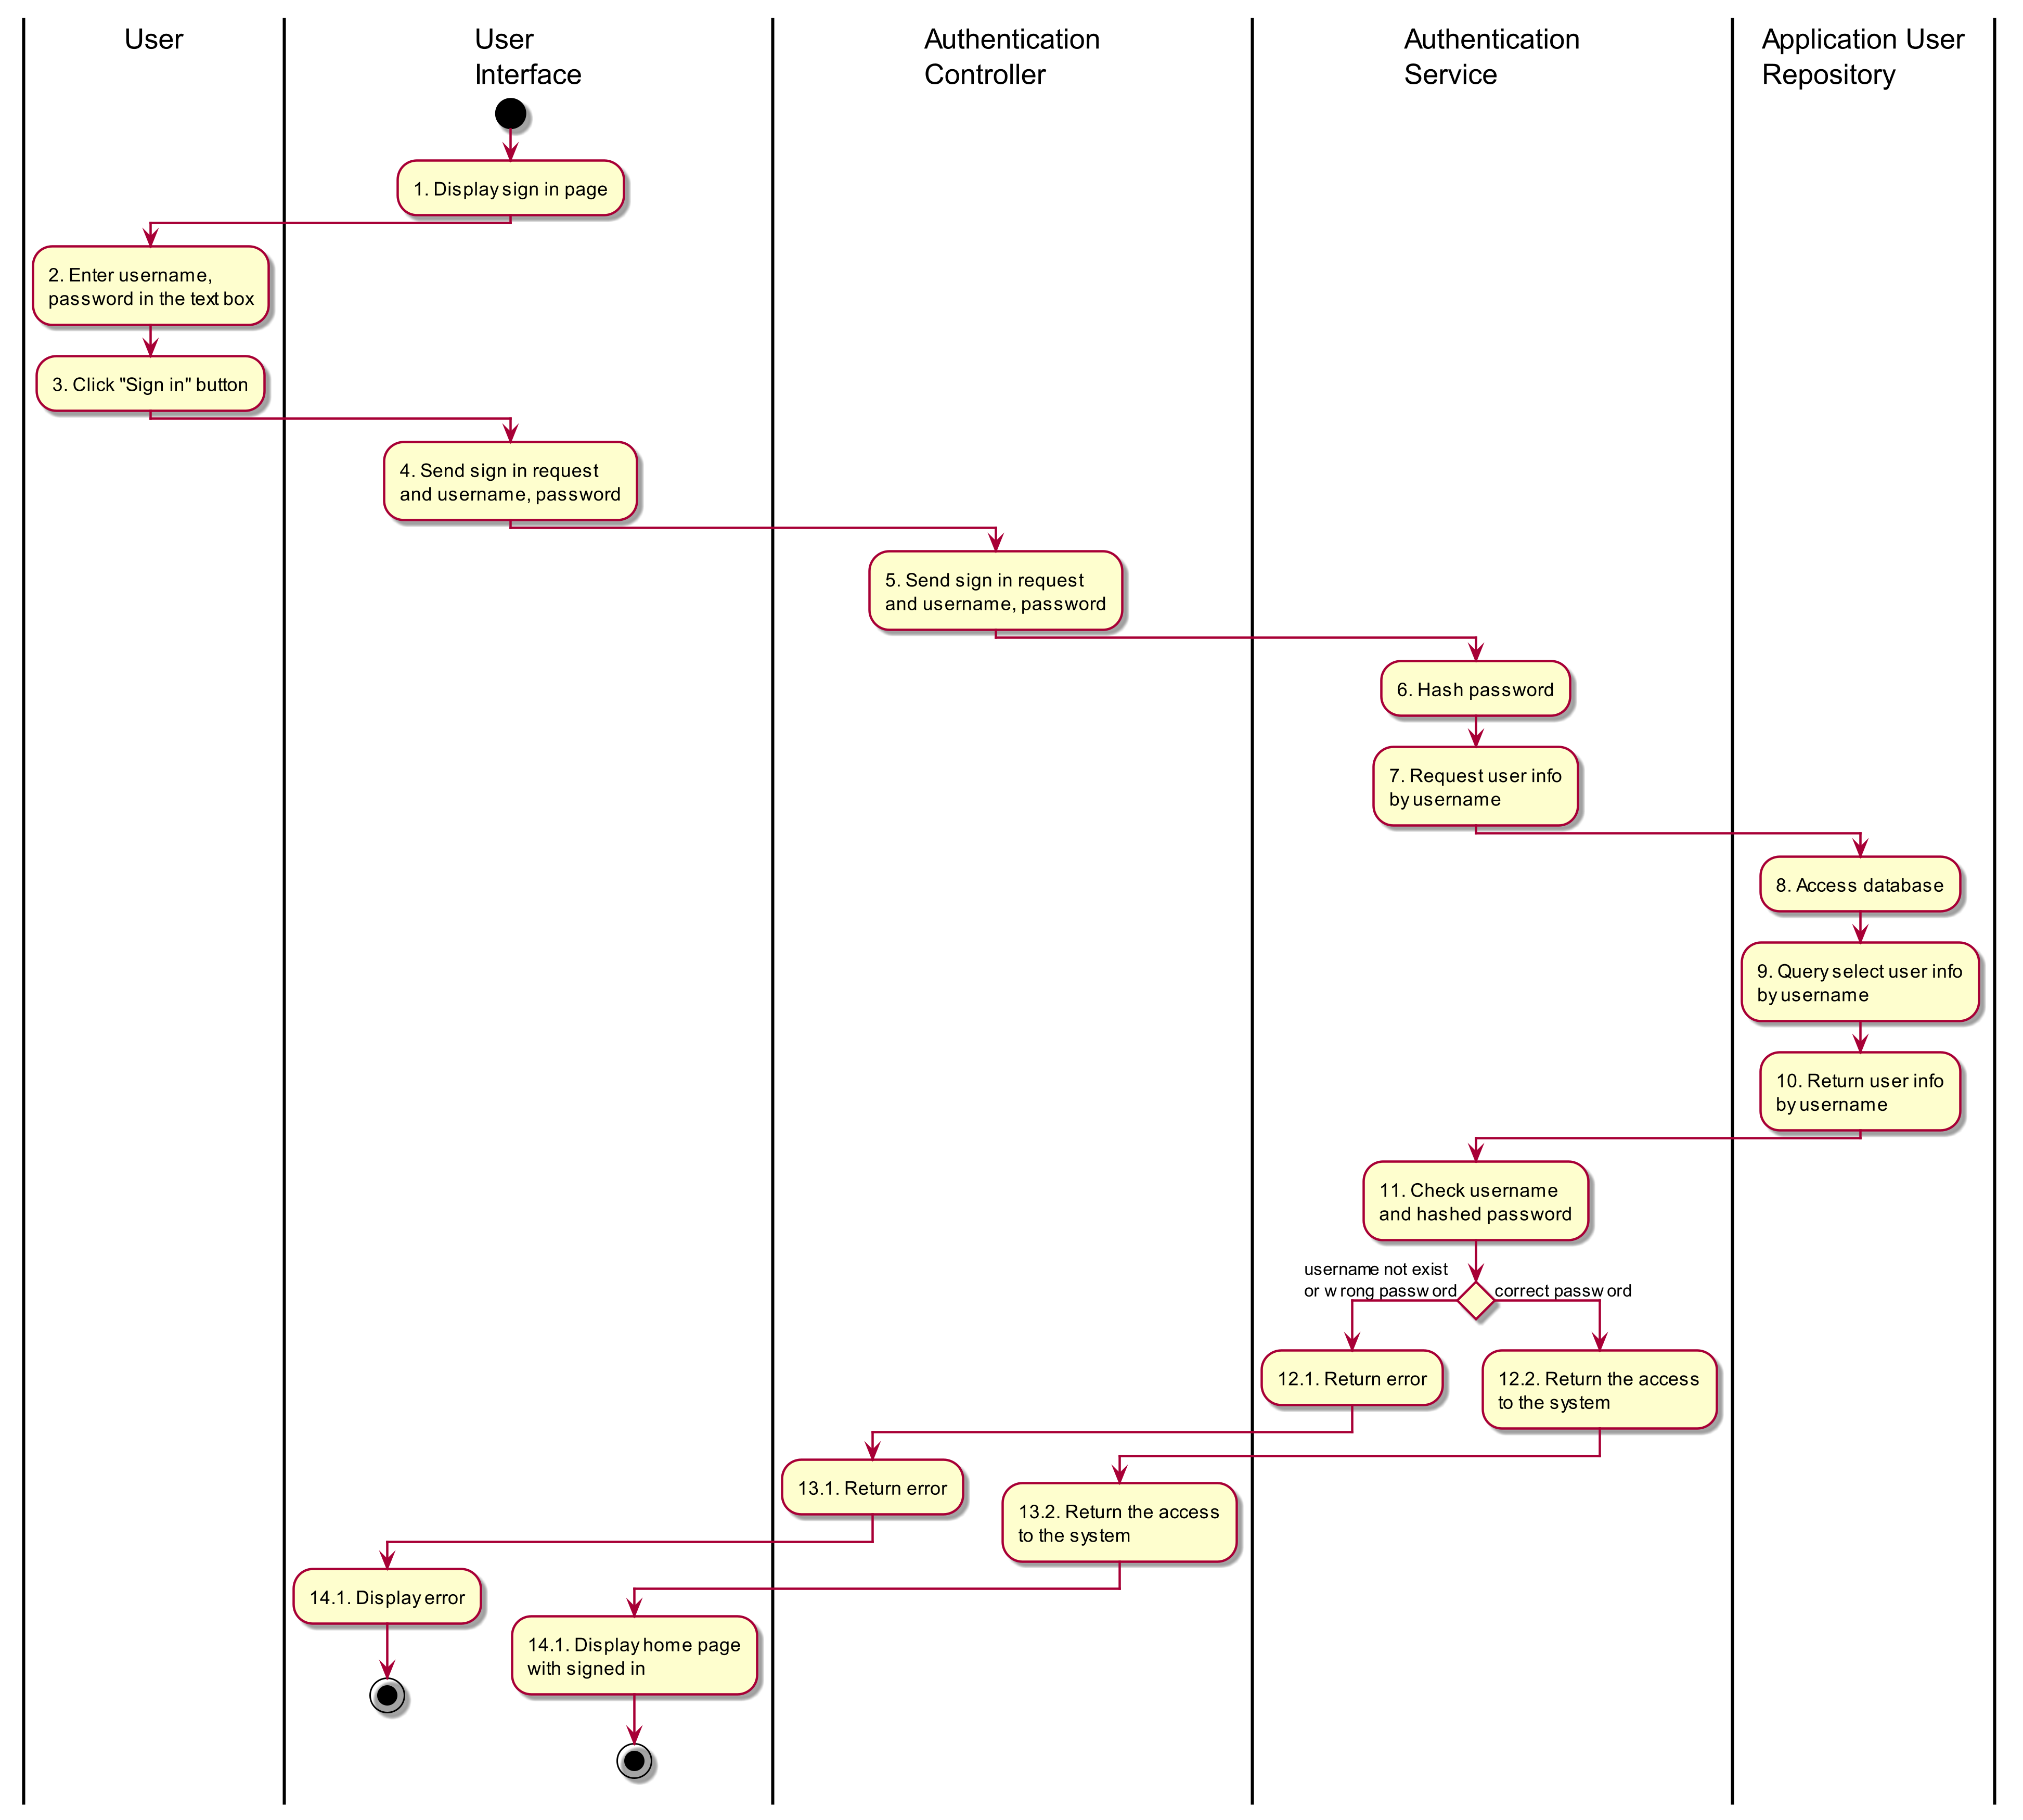 User
User
Interface
Authentication
Controller
Authentication
Service
Application User
Repository
1. Display sign in page
2. Enter username,
password in the text box
3. Click "Sign in" button
4. Send sign in request
and username, password
5. Send sign in request
and username, password
6. Hash password
7. Request user info
by username
8. Access database
9. Query select user info
by username
10. Return user info
by username
11. Check username
and hashed password
username not exist
or wrong password
correct password
12.1. Return error
12.2. Return the access
to the system
13.1. Return error
13.2. Return the access
to the system
14.1. Display error
14.1. Display home page
with signed in